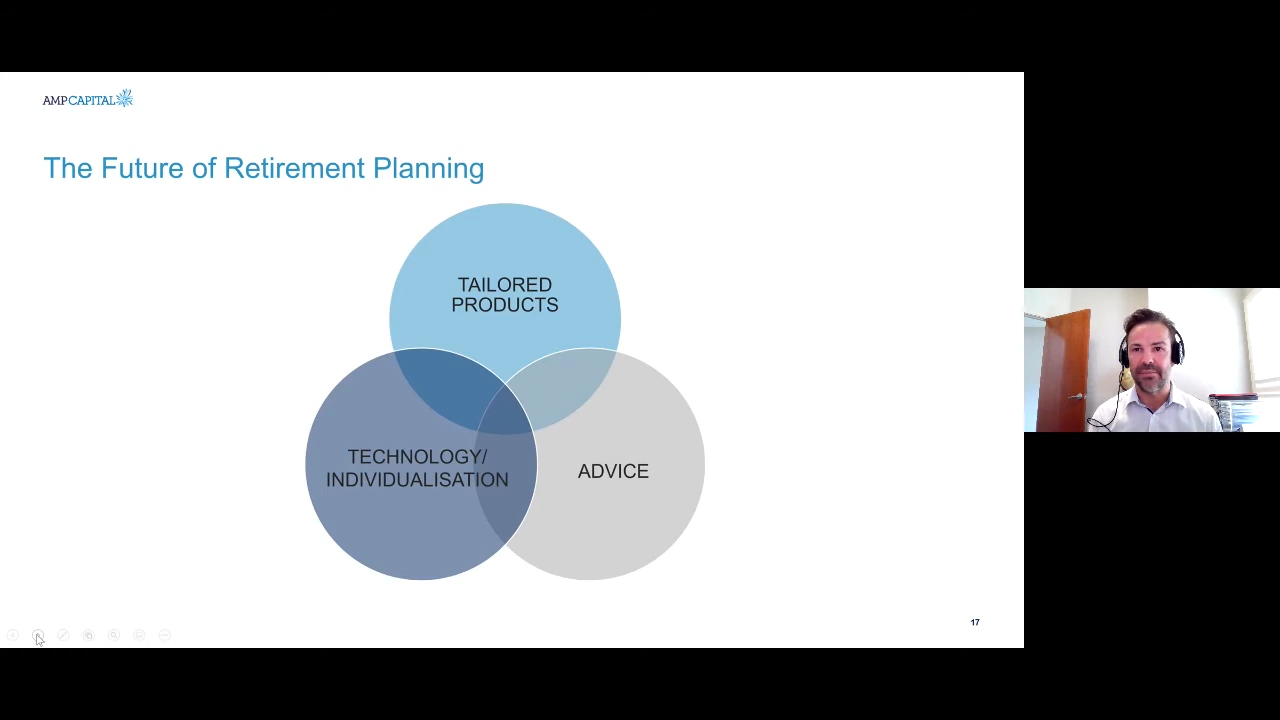 AMPCAPITAL
The Future of Retirement Planning
TAILORED
PRODUCTS
TECHNOLOGY/
INDIVIDUALISATION
ADVICE
17